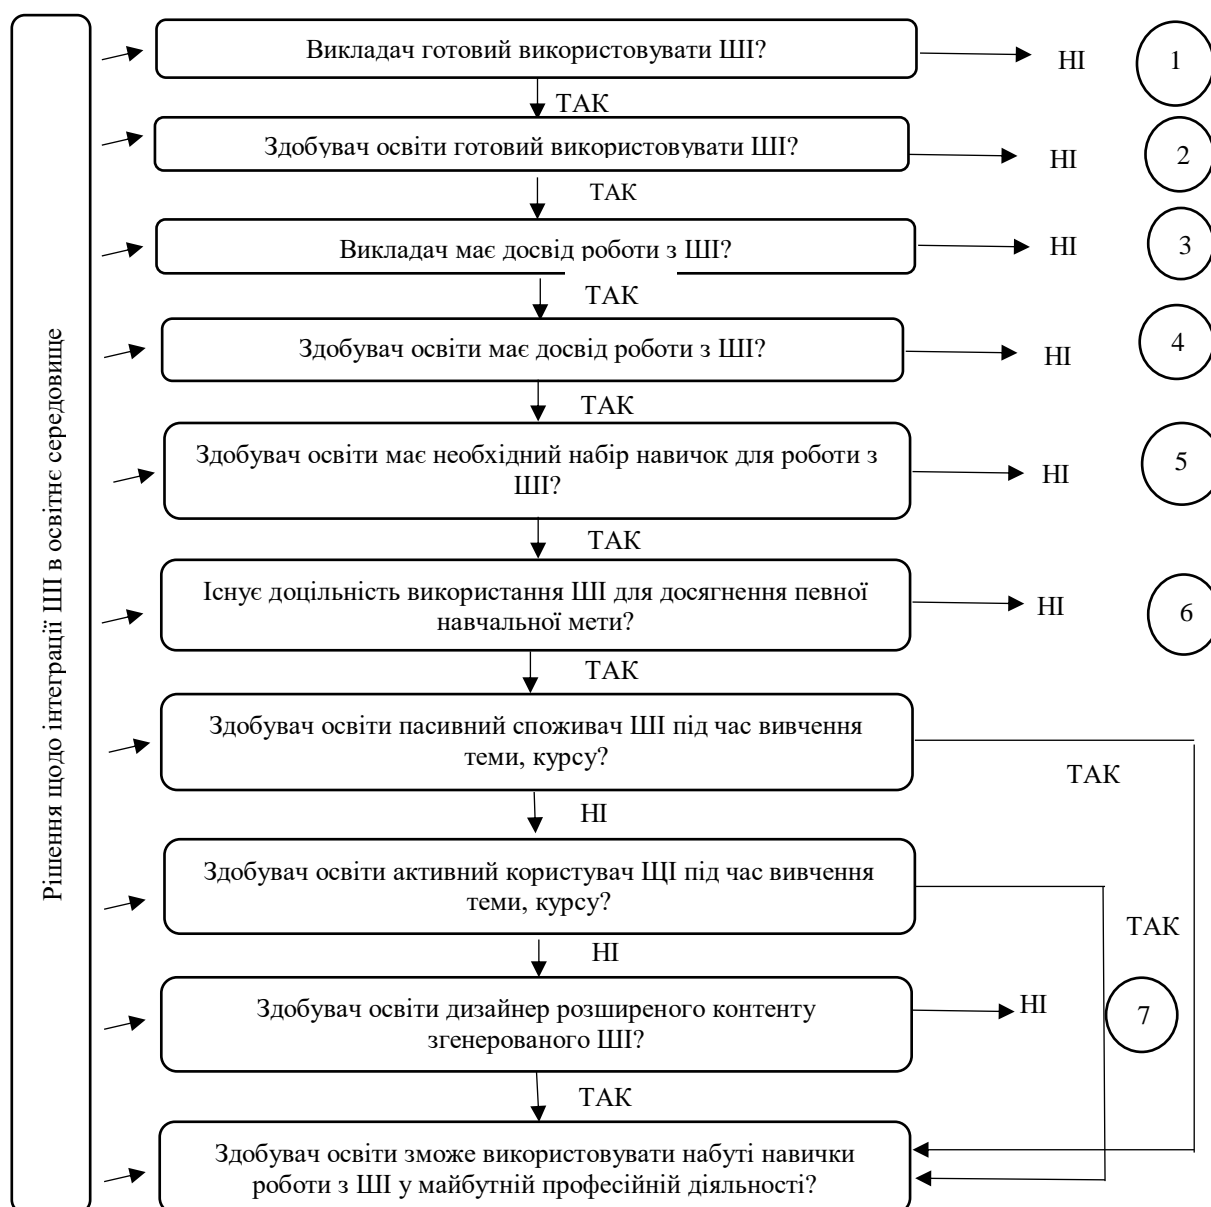 Рішення щодо інтеграції ШІ в освітнє середовище
Викладач готовий використовувати ШІ?
НІ
1
ТАК
Здобувач освіти готовий використовувати ШІ?
НІ
2
ТАК
Викладач має досвід роботи з ШІ?
НІ
3
ТАК
Здобувач освіти має досвід роботи з ШІ?
НІ
4
ТАК
Здобувач освіти має необхідний набір навичок для роботи з
ШІ?
НІ
5
ТАК
Існує доцільність використання ШІ для досягнення певної
навчальної мети?
НІ
6
ТАК
Здобувач освіти пасивний споживач ШІ під час вивчення
теми, курсу?
ТАК
НІ
Здобувач освіти активний користувач ЩІ під час вивчення
теми, курсу?
ТАК
НІ
Здобувач освіти дизайнер розширеного контенту
згенерованого ШІ?
НІ
7
ТАК
Здобувач освіти зможе використовувати набуті навички
роботи з ШІ у майбутній професійній діяльності?